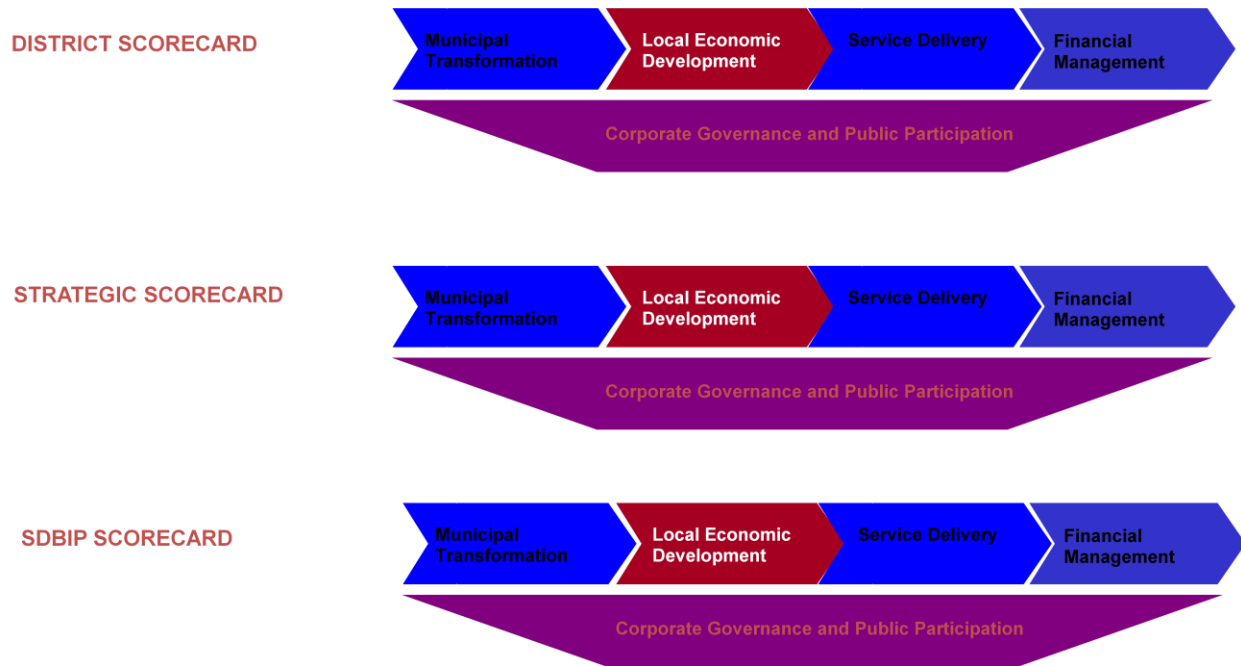 DISTRICT SCORECARD
Municipal
Transformation
Local Economic
Development
Service Delivery
Financial
Management
Corporate Governance and Public Participation
STRATEGIC SCORECARD
Municipal
Transformation
Local Economic
Development
Service Delivery
Financial
Management
Corporate Governance and Public Participation
SDBIP SCORECARD
Municipal
Transformation
Local Economic
Development
Service Delivery
Financial
Management
Corporate Governance and Public Participation